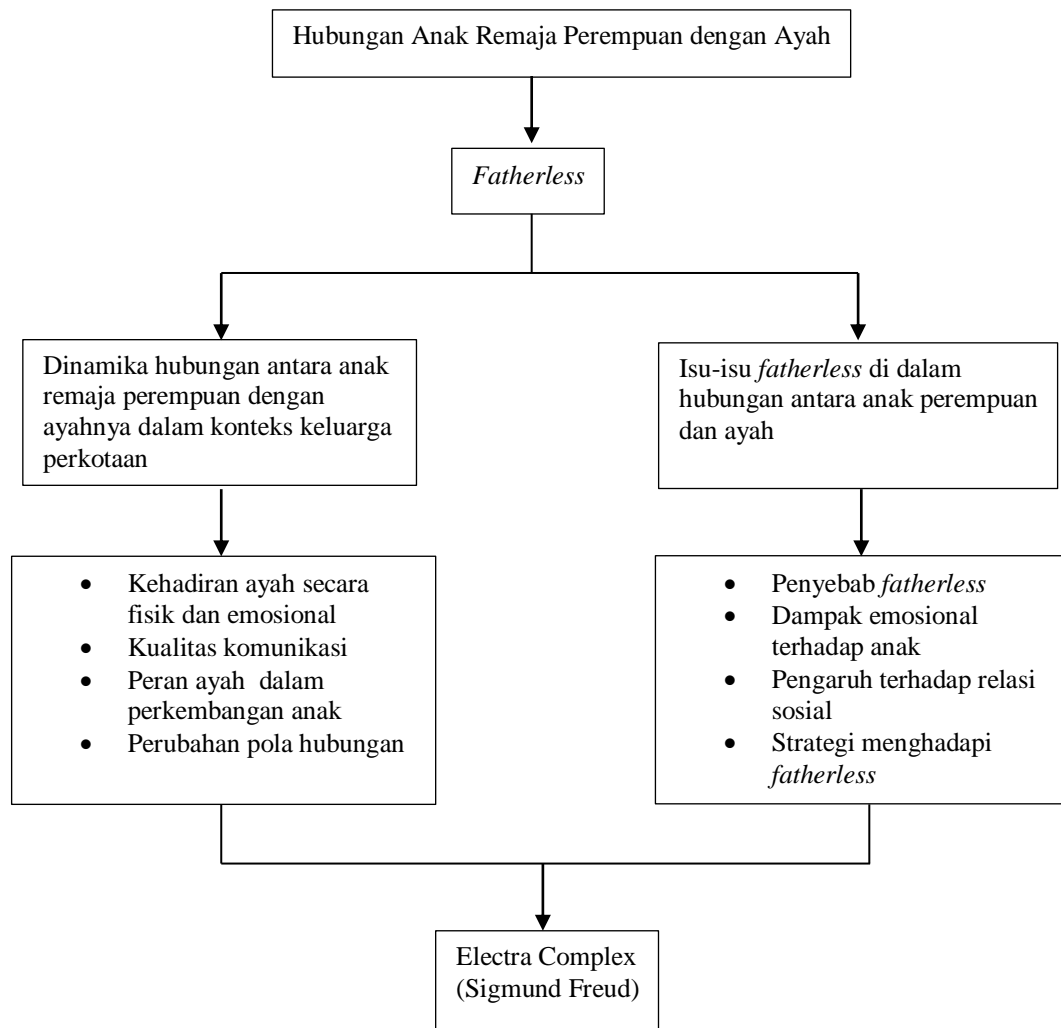 Hubungan Anak Remaja Perempuan dengan Ayah
Fatherless
Dinamika hubungan antara anak
remaja perempuan dengan
ayahnya dalam konteks keluarga
perkotaan
Isu-isu fatherless di dalam
hubungan antara anak perempuan
dan ayah
• Kehadiran ayah secara
fisik dan emosional
• Kualitas komunikasi
• Peran ayah dalam
perkembangan anak
• Perubahan pola hubungan
• Penyebab fatherless
• Dampak emosional
terhadap anak
• Pengaruh terhadap relasi
sosial
• Strategi menghadapi
fatherless
Electra Complex
(Sigmund Freud)